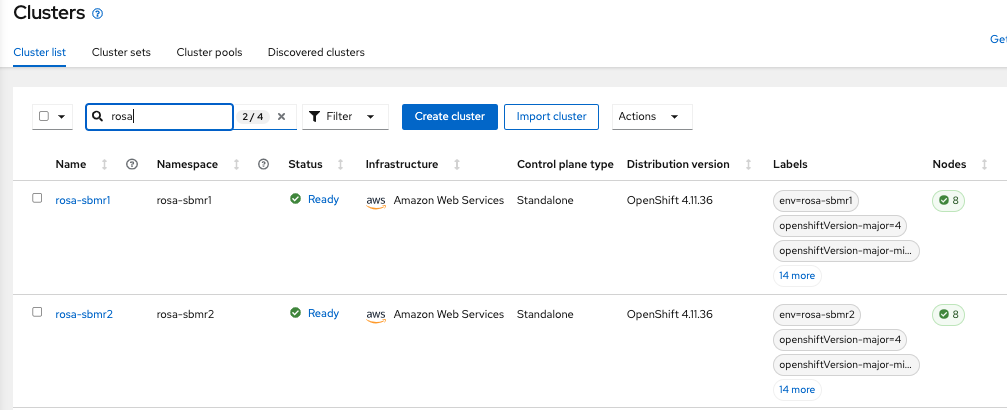 Clusters
Get
Cluster list Cluster sets Cluster pools Discovered clusters
rosa 2 / 4 Filter Create cluster Import cluster Actions
Name Namespace Status Infrastructure Control plane type Distribution version Labels Nodes
rosa-sbmr1 rosa-sbmr1 Ready aws Amazon Web Services Standalone OpenShift 4.11.36 env=rosa-sbmr1 8
openshiftVersion-major=4
openshiftVersion-major-mi...
14 more
rosa-sbmr2 rosa-sbmr2 Ready aws Amazon Web Services Standalone OpenShift 4.11.36 env=rosa-sbmr2 8
openshiftVersion-major=4
openshiftVersion-major-mi...
14 more